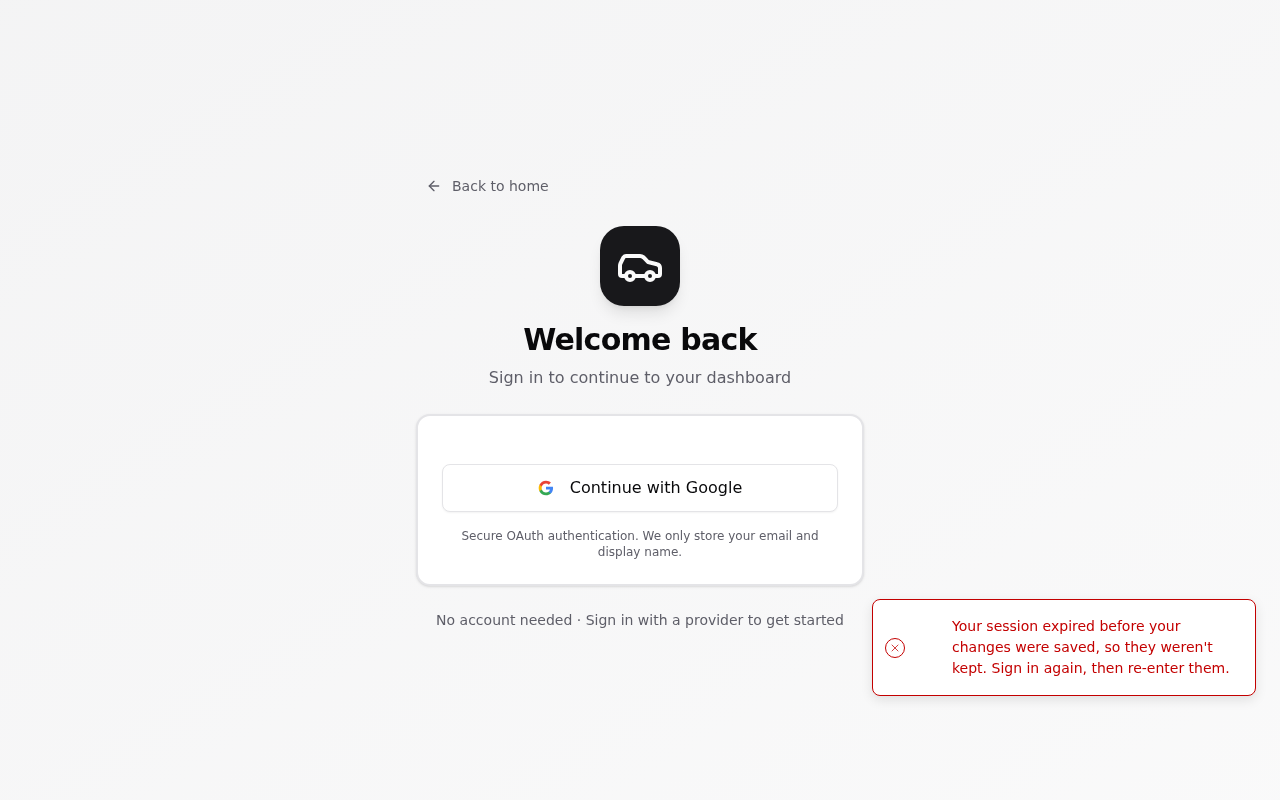 Back to home
Welcome back
Sign in to continue to your dashboard
Continue with Google
Secure OAuth authentication. We only store your email and
display name.
No account needed · Sign in with a provider to get started
Your session expired before your
changes were saved, so they weren't
kept. Sign in again, then re-enter them.